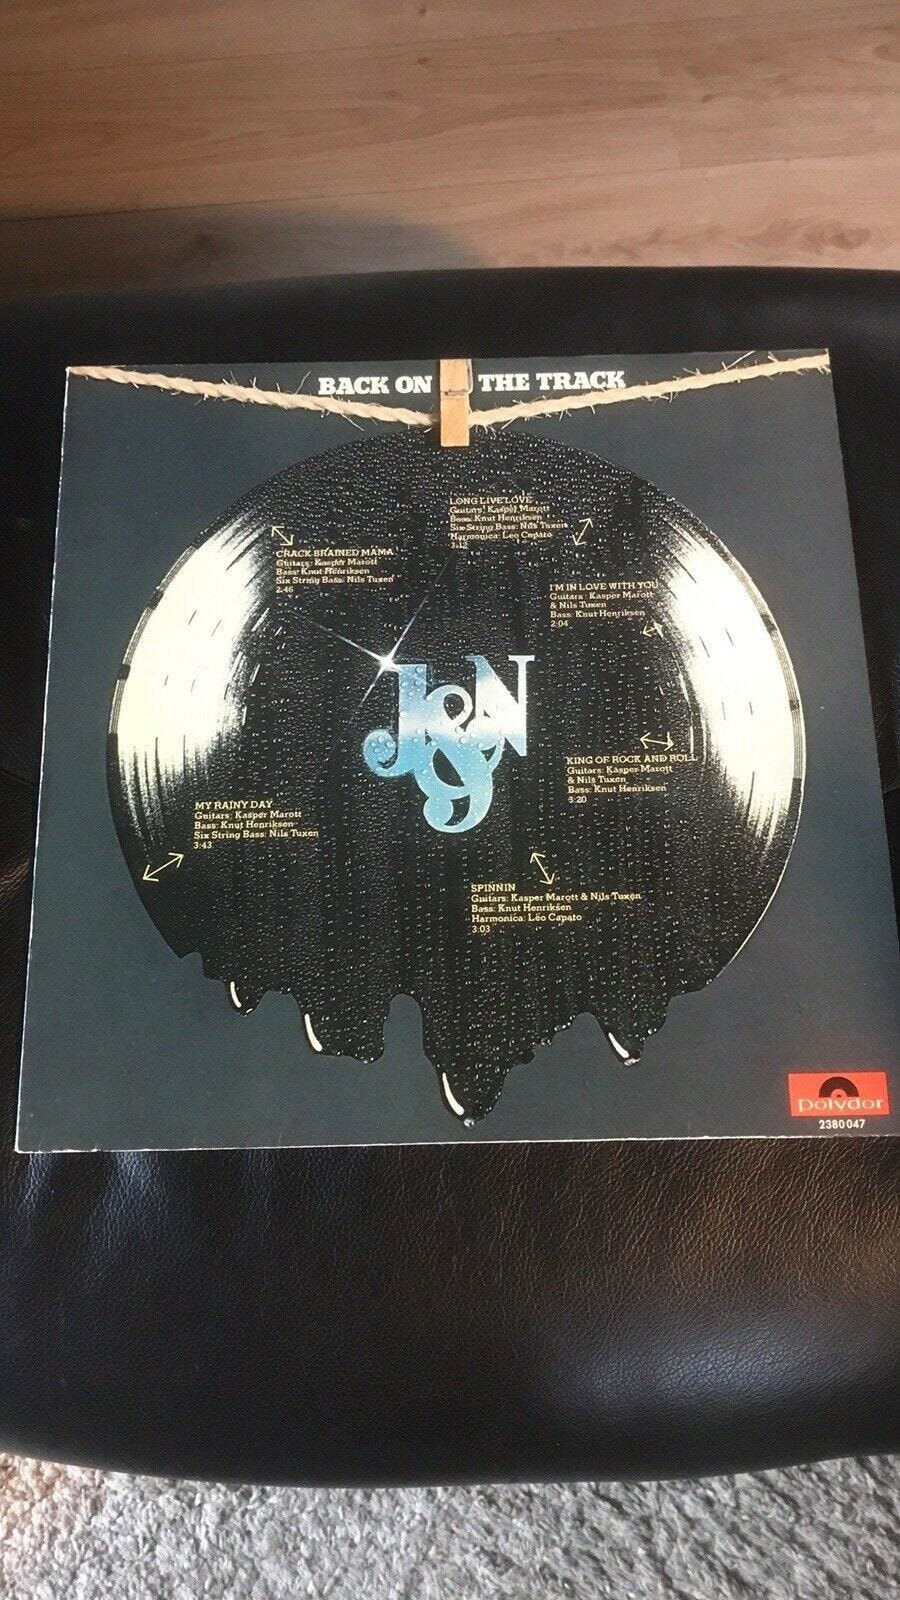 BACK ON THE TRACK
LONG LIVE LOVE
Guitars: Kasper Marott
Bass: Knut Henriksen
Six String Bass: Nils Tuxen
Harmonica: Leo Capato
3:12
CRACK BRAINED MAMA
Guitars: Kasper Marott
Bass: Knut Henriksen
Six String Bass: Nils Tuxen
2:46
I'M IN LOVE WITH YOU
Guitars: Kasper Marott
& Nils Tuxen
Bass: Knut Henriksen
2:04
J&N
KING OF ROCK AND ROLL
Guitars: Kasper Marott
& Nils Tuxen
Bass: Knut Henriksen
3:20
MY RAINY DAY
Guitars: Kasper Marott
Bass: Knut Henriksen
Six String Bass: Nils Tuxen
3:43
SPINNIN
Guitars: Kasper Marott & Nils Tuxen
Bass: Knut Henriksen
Harmonica: Leo Capato
3:03
polydor
2380 047